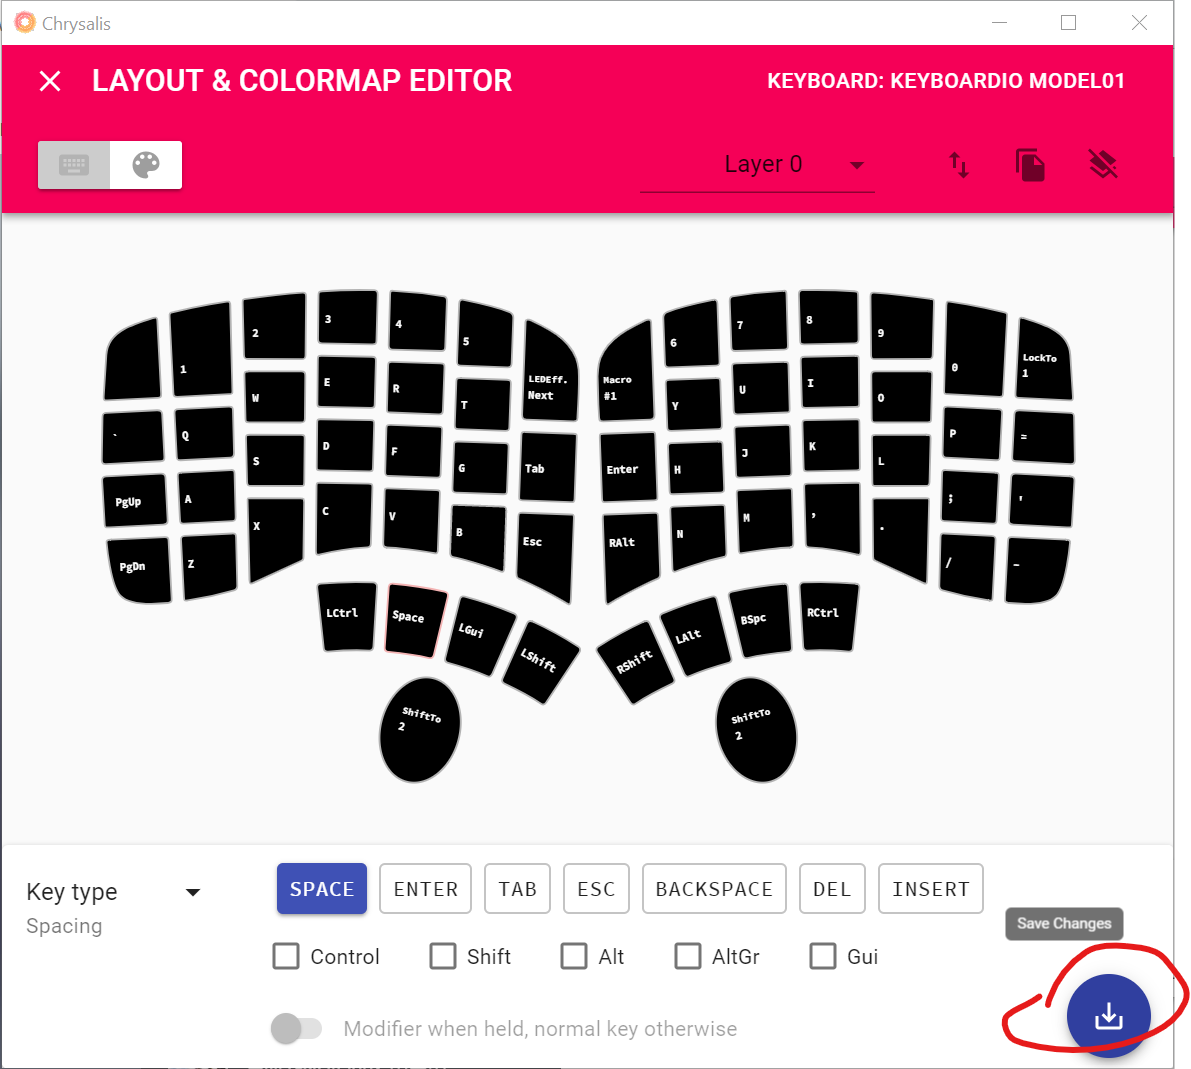 Chrysalis
LAYOUT & COLORMAP EDITOR
KEYBOARD: KEYBOARDIO MODEL01
Layer 0
1
2
3
4
5
LEDEff.
Next
Macro
#1
6
7
8
9
0
LockTo
1
`
Q
W
E
R
T
Tab
Enter
Y
U
I
O
P
=
PgUp
A
S
D
F
G
H
J
K
L
;
'
PgDn
Z
X
C
V
B
Esc
RAlt
N
M
,
.
/
-
LCtrl
Space
LGui
LShift
RShift
LAlt
BSpc
RCtrl
ShiftTo
2
ShiftTo
2
Key type
Spacing
SPACE ENTER TAB ESC BACKSPACE DEL INSERT
Save Changes
Control Shift Alt AltGr Gui
Modifier when held, normal key otherwise